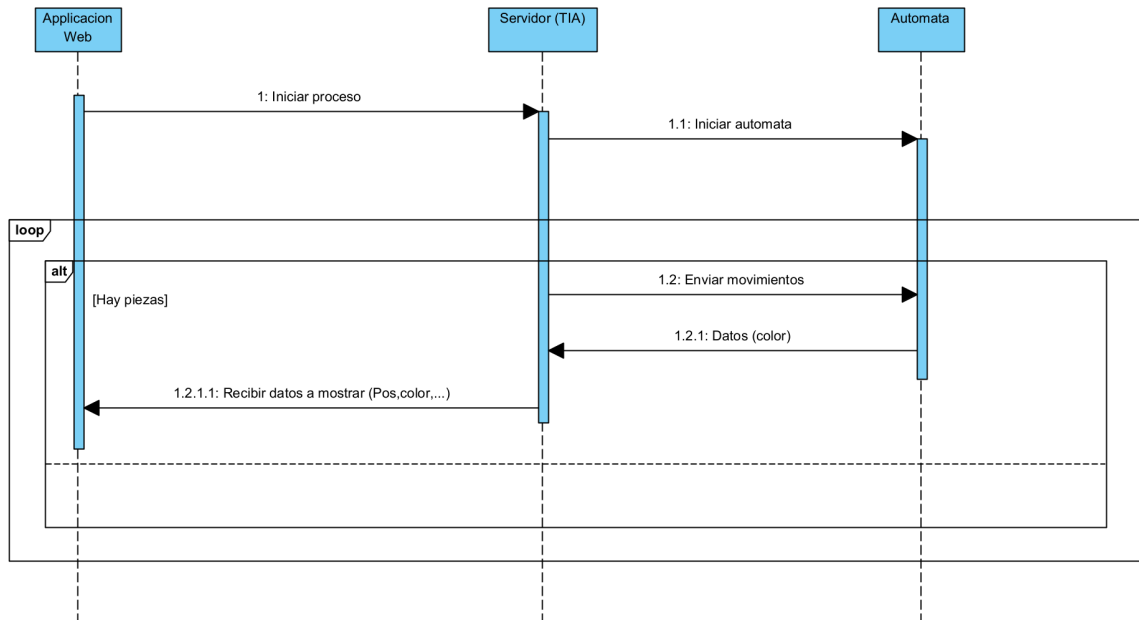 Applicacion
Web
Servidor (TIA)
Automata
1: Iniciar proceso
1.1: Iniciar automata
loop
alt
[Hay piezas]
1.2: Enviar movimientos
1.2.1: Datos (color)
1.2.1.1: Recibir datos a mostrar (Pos,color,...)